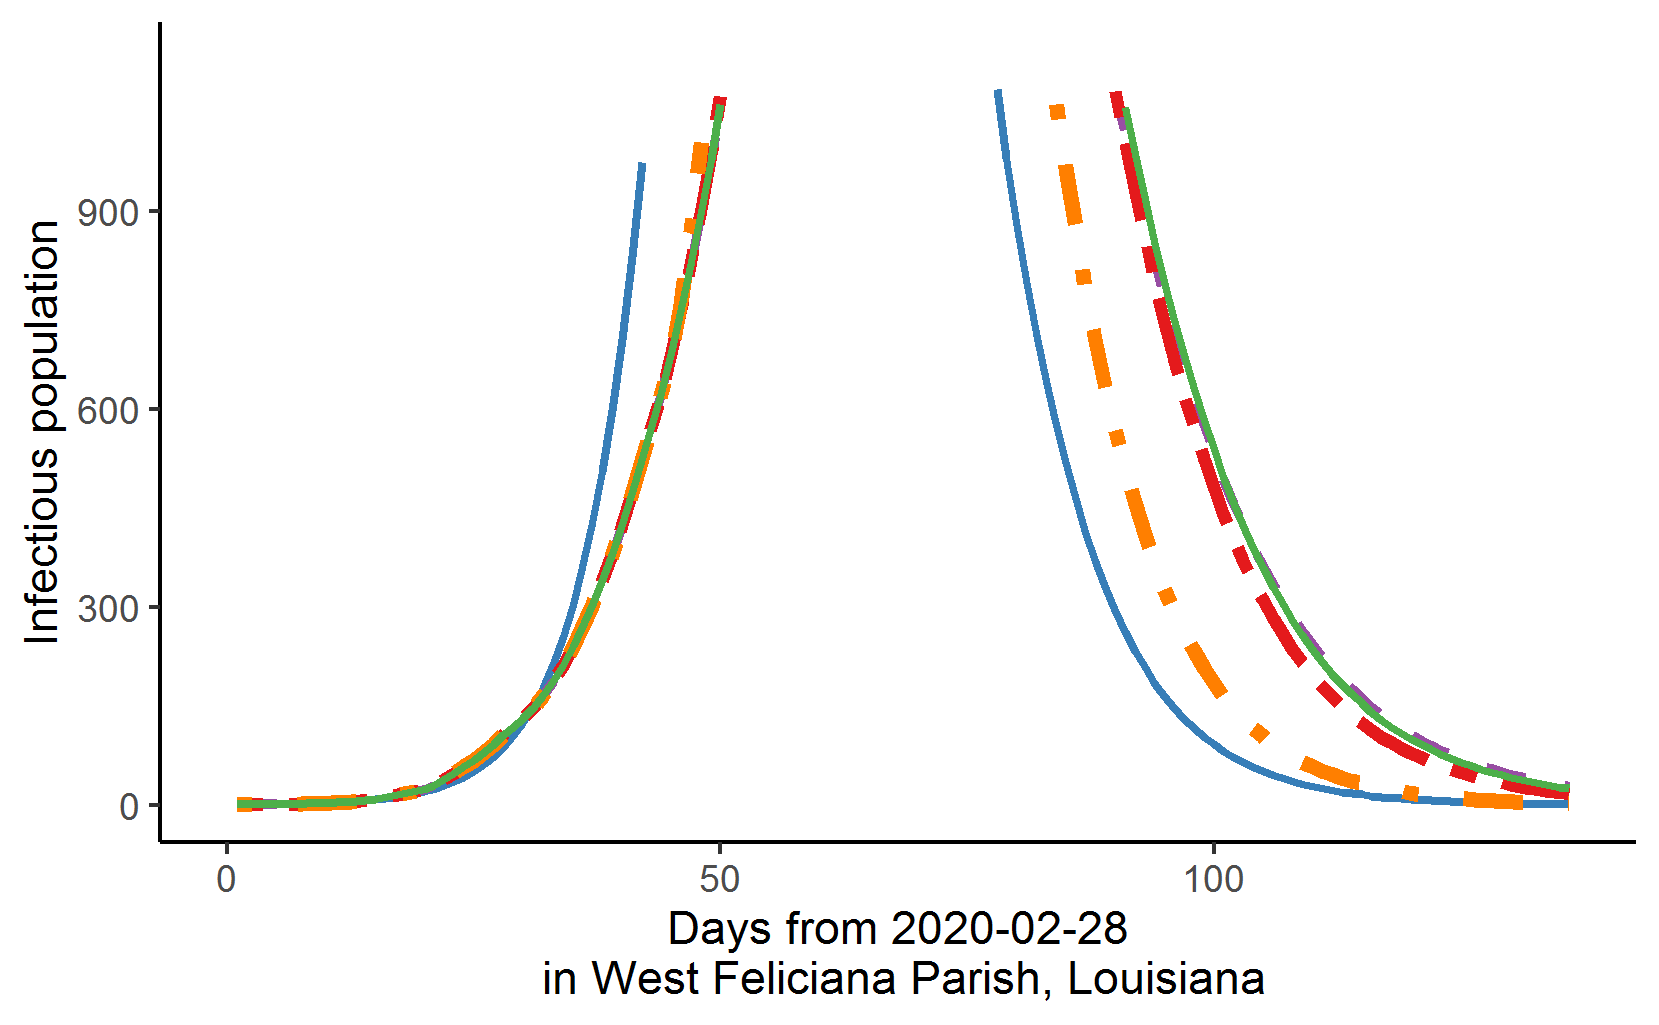 900
600
300
0
Infectious population
0 50 100
Days from 2020-02-28
in West Feliciana Parish, Louisiana